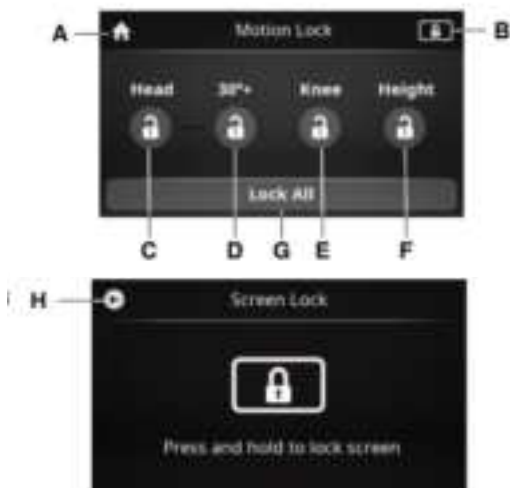 A Motion Lock B
Head 30°+ Knee Height
Lock All
C D G E F
H Screen Lock
Press and hold to lock screen